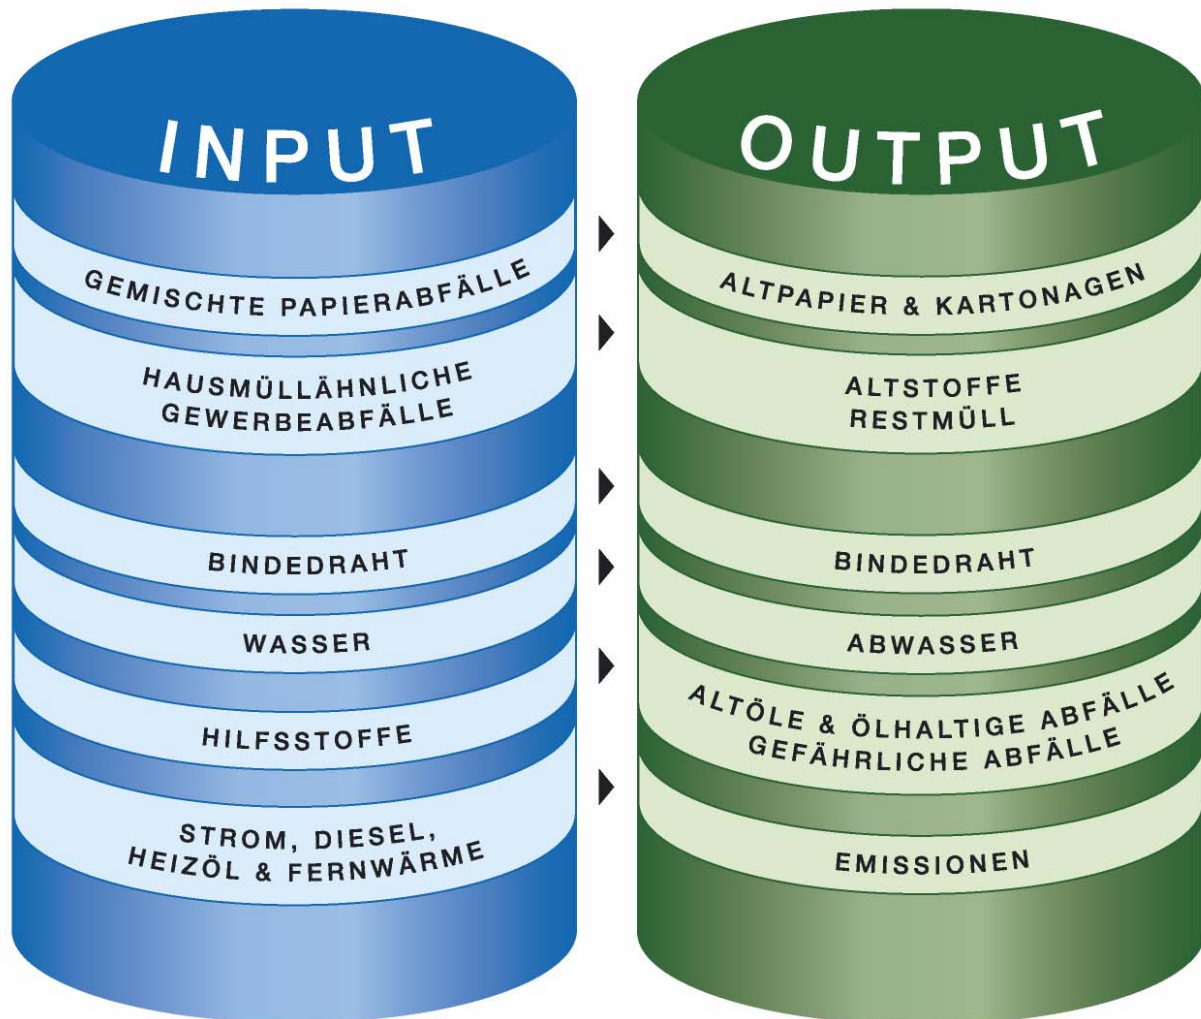 INPUT
GEMISCHTE PAPIERABFÄLLE
HAUSMÜLLÄHNLICHE
GEWERBEABFÄLLE
BINDEDRAHT
WASSER
HILFSSTOFFE
STROM, DIESEL,
HEIZÖL & FERNWÄRME
OUTPUT
ALTPAPIER & KARTONAGEN
ALTSTOFFE
RESTMÜLL
BINDEDRAHT
ABWASSER
ALTÖLE & ÖLHALTIGE ABFÄLLE
GEFÄHRLICHE ABFÄLLE
EMISSIONEN